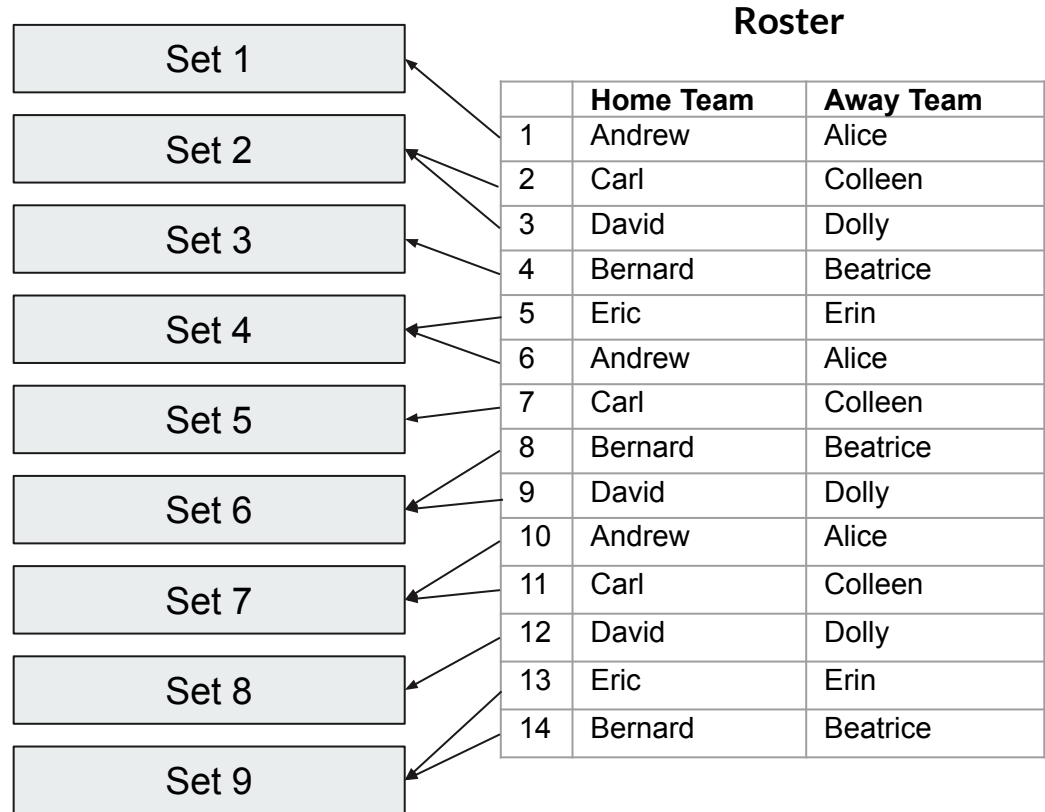 Roster
Set 1
Set 2
Set 3
Set 4
Set 5
Set 6
Set 7
Set 8
Set 9
Home Team Away Team
1 Andrew Alice
2 Carl Colleen
3 David Dolly
4 Bernard Beatrice
5 Eric Erin
6 Andrew Alice
7 Carl Colleen
8 Bernard Beatrice
9 David Dolly
10 Andrew Alice
11 Carl Colleen
12 David Dolly
13 Eric Erin
14 Bernard Beatrice